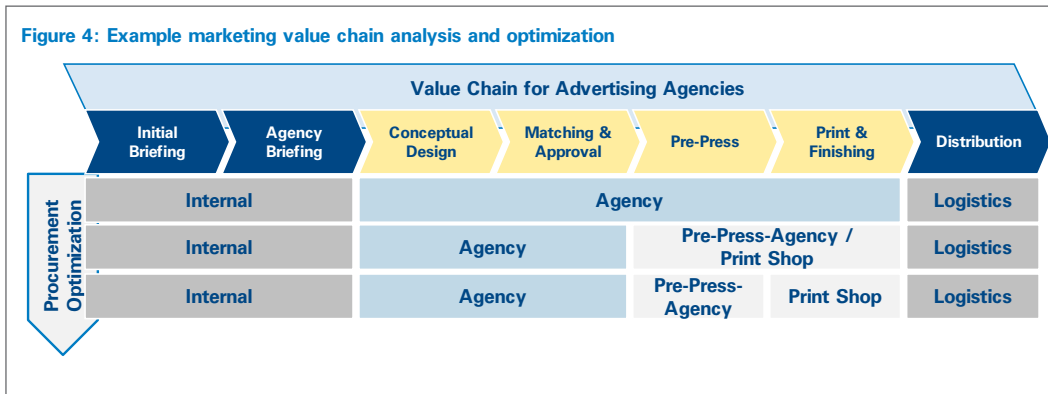 Figure 4: Example marketing value chain analysis and optimization
Value Chain for Advertising Agencies
Initial
Briefing
Agency
Briefing
Conceptual
Design
Matching &
Approval
Pre-Press
Print &
Finishing
Distribution
Procurement
Optimization
Internal
Agency
Logistics
Internal
Agency
Pre-Press-Agency /
Print Shop
Logistics
Internal
Agency
Pre-Press-
Agency
Print Shop
Logistics